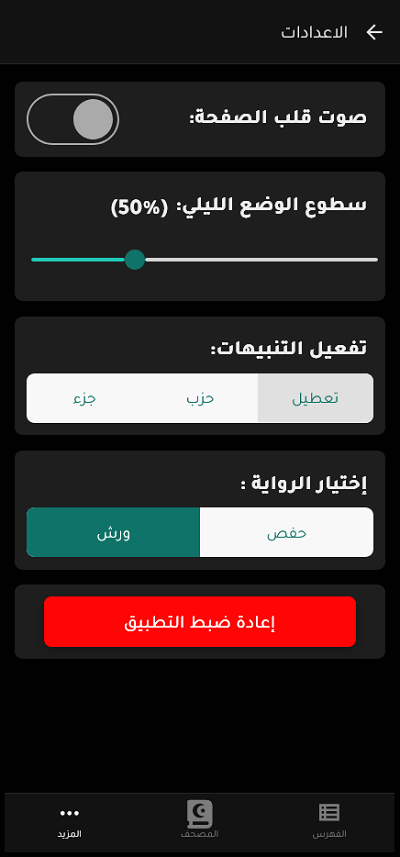 الاعدادات
صوت قلب الصفحة:
سطوع الوضع الليلي: (50%)
تفعيل التنبيهات:
تعطيل حزب جزء
إختيار الرواية :
حفص ورش
إعادة ضبط التطبيق
الفهرس المصحف المزيد